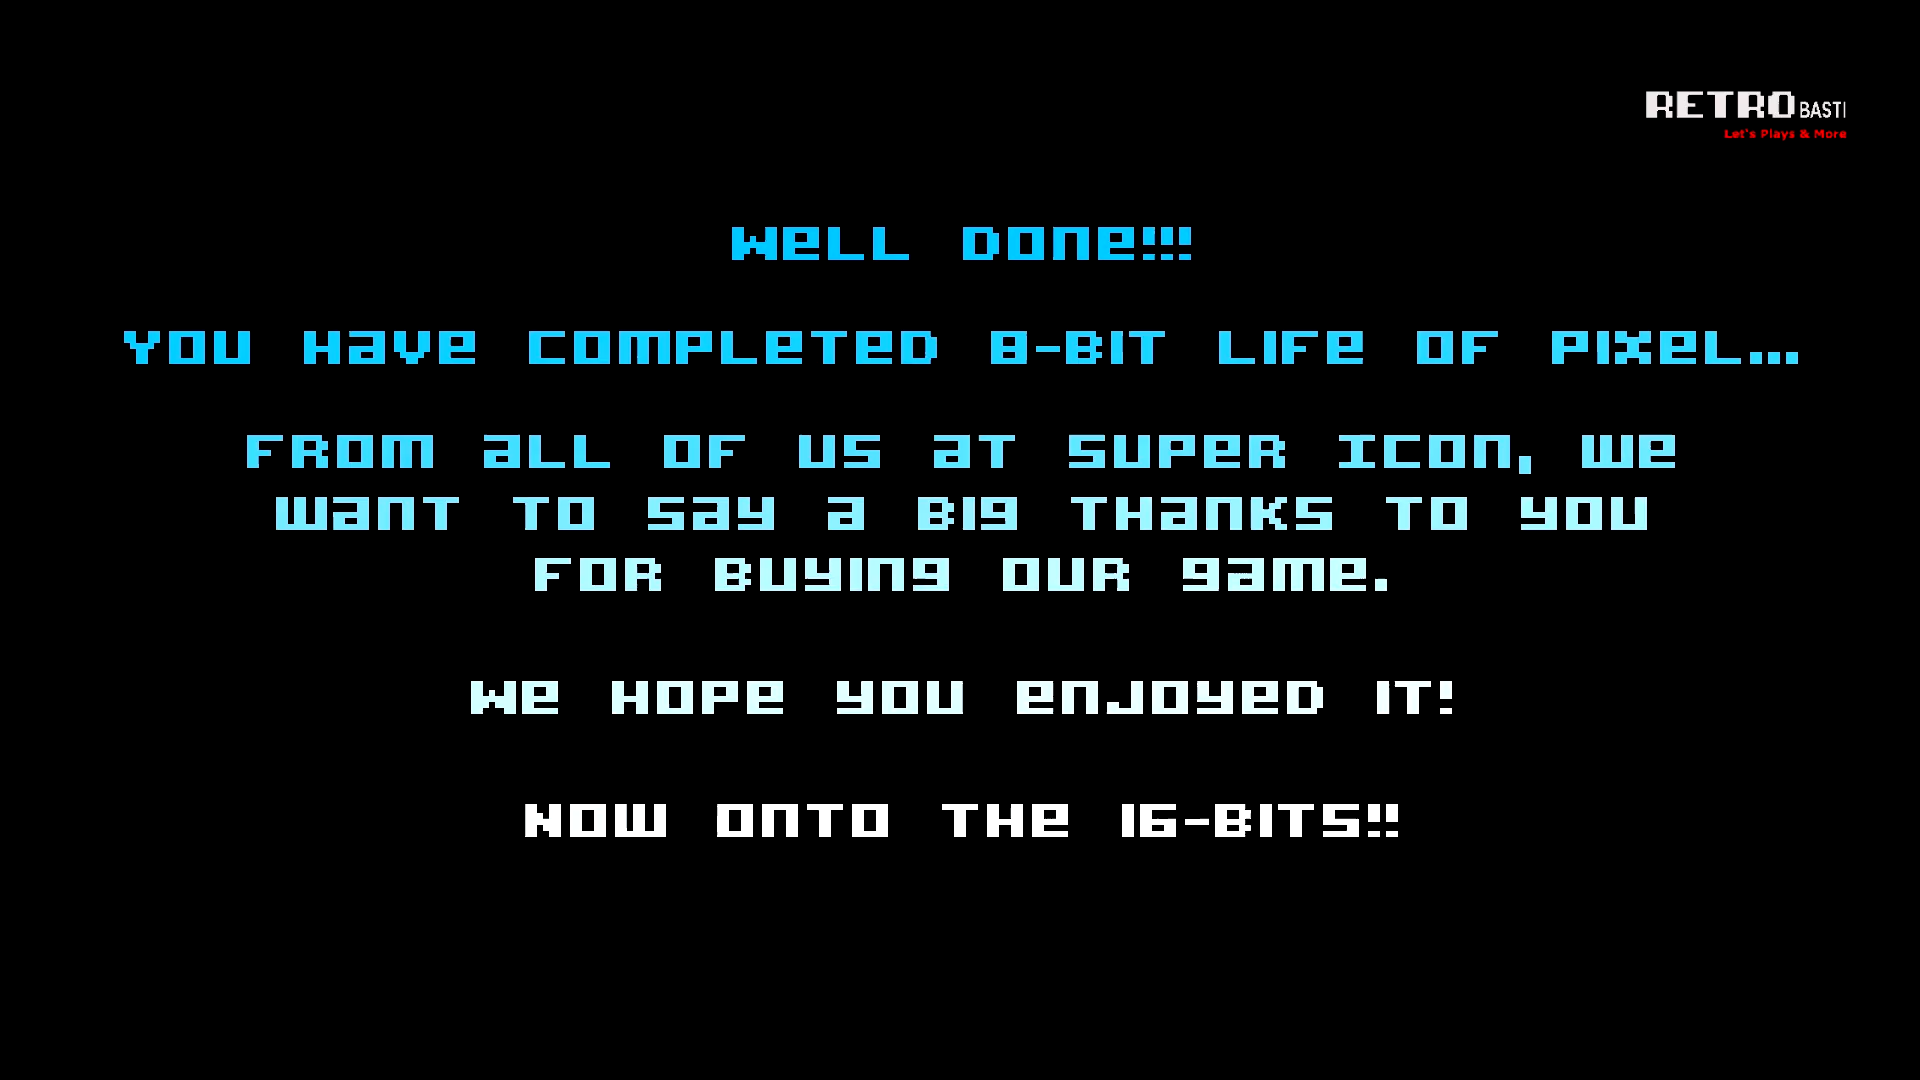 RETRO BASTI
Let's Plays & More
WELL DONE!!!
YOU HAVE COMPLETED 8-BIT LIFE OF PIXEL...
FROM ALL OF US AT SUPER ICON, WE
WANT TO SAY A BIG THANKS TO YOU
FOR BUYING OUR GAME.
WE HOPE YOU ENJOYED IT!
NOW ONTO THE 16-BITS!!